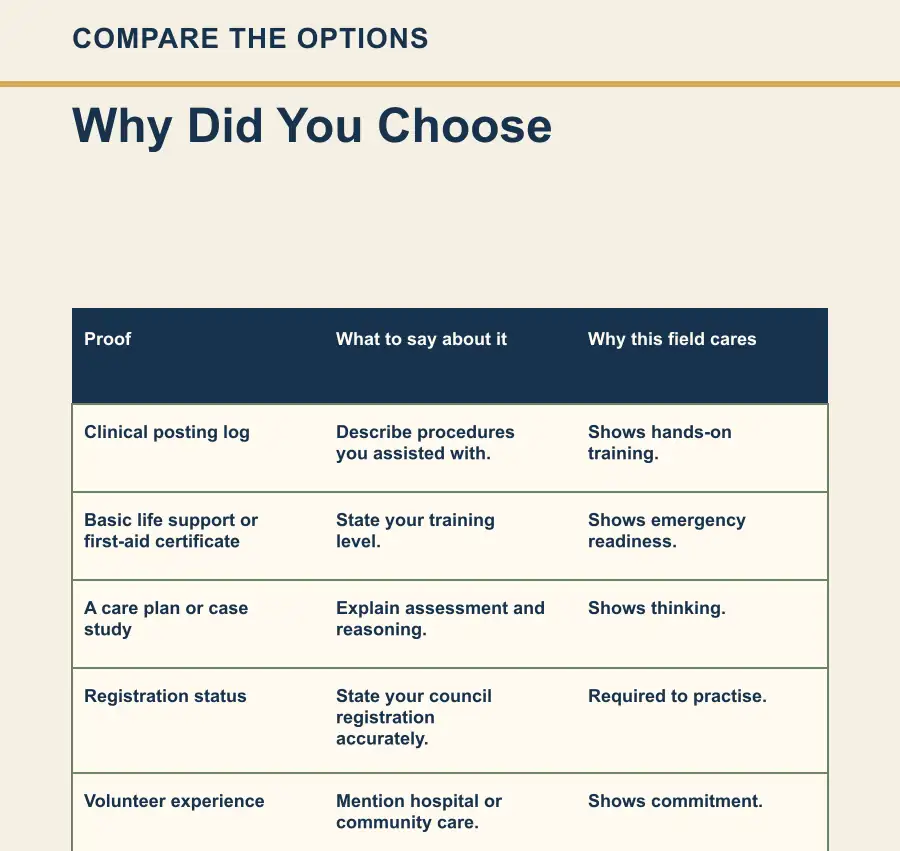 COMPARE THE OPTIONS
Why Did You Choose
Proof
What to say about it
Why this field cares
Clinical posting log
Describe procedures
you assisted with.
Shows hands-on
training.
Basic life support or
first-aid certificate
State your training
level.
Shows emergency
readiness.
A care plan or case
study
Explain assessment and
reasoning.
Shows thinking.
Registration status
State your council
registration
accurately.
Required to practise.
Volunteer experience
Mention hospital or
community care.
Shows commitment.